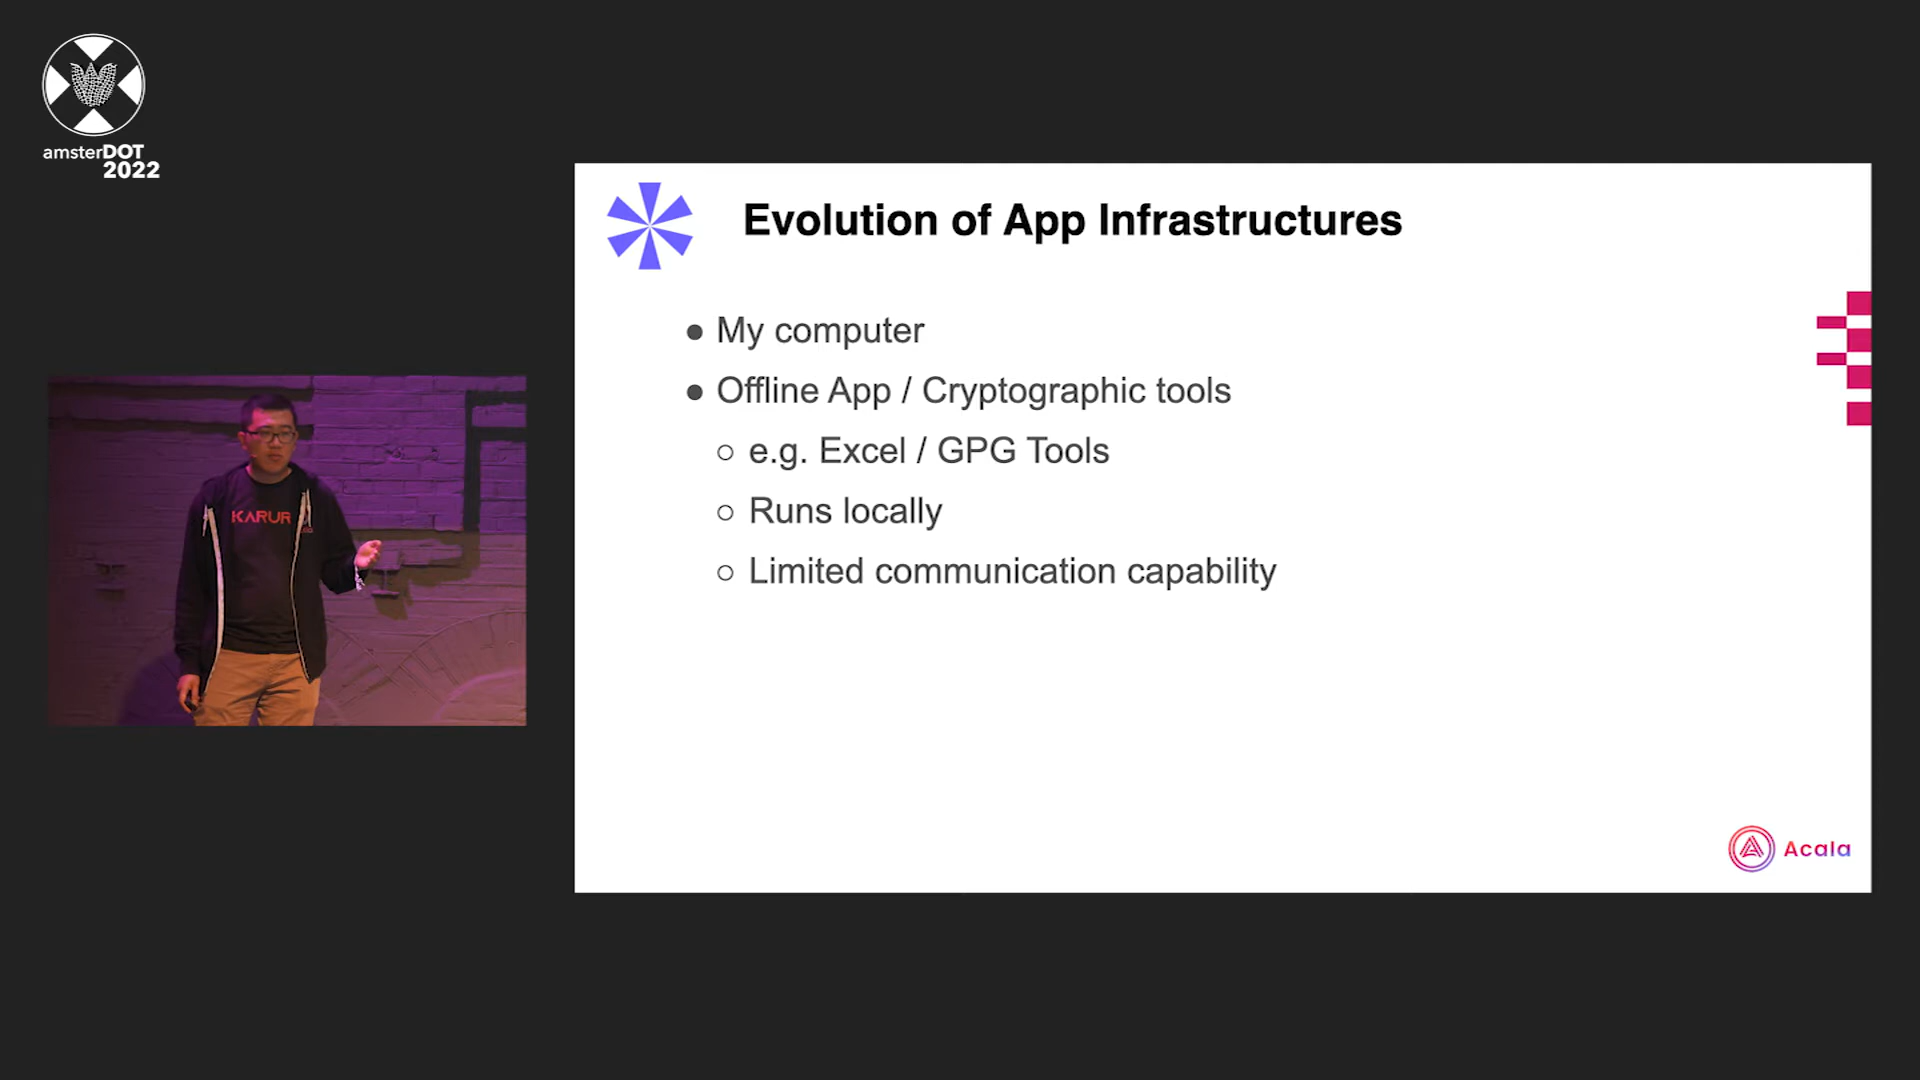 amsterDOT
2022
Evolution of App Infrastructures
● My computer
● Offline App / Cryptographic tools
○ e.g. Excel / GPG Tools
○ Runs locally
○ Limited communication capability
KARUR
Acala